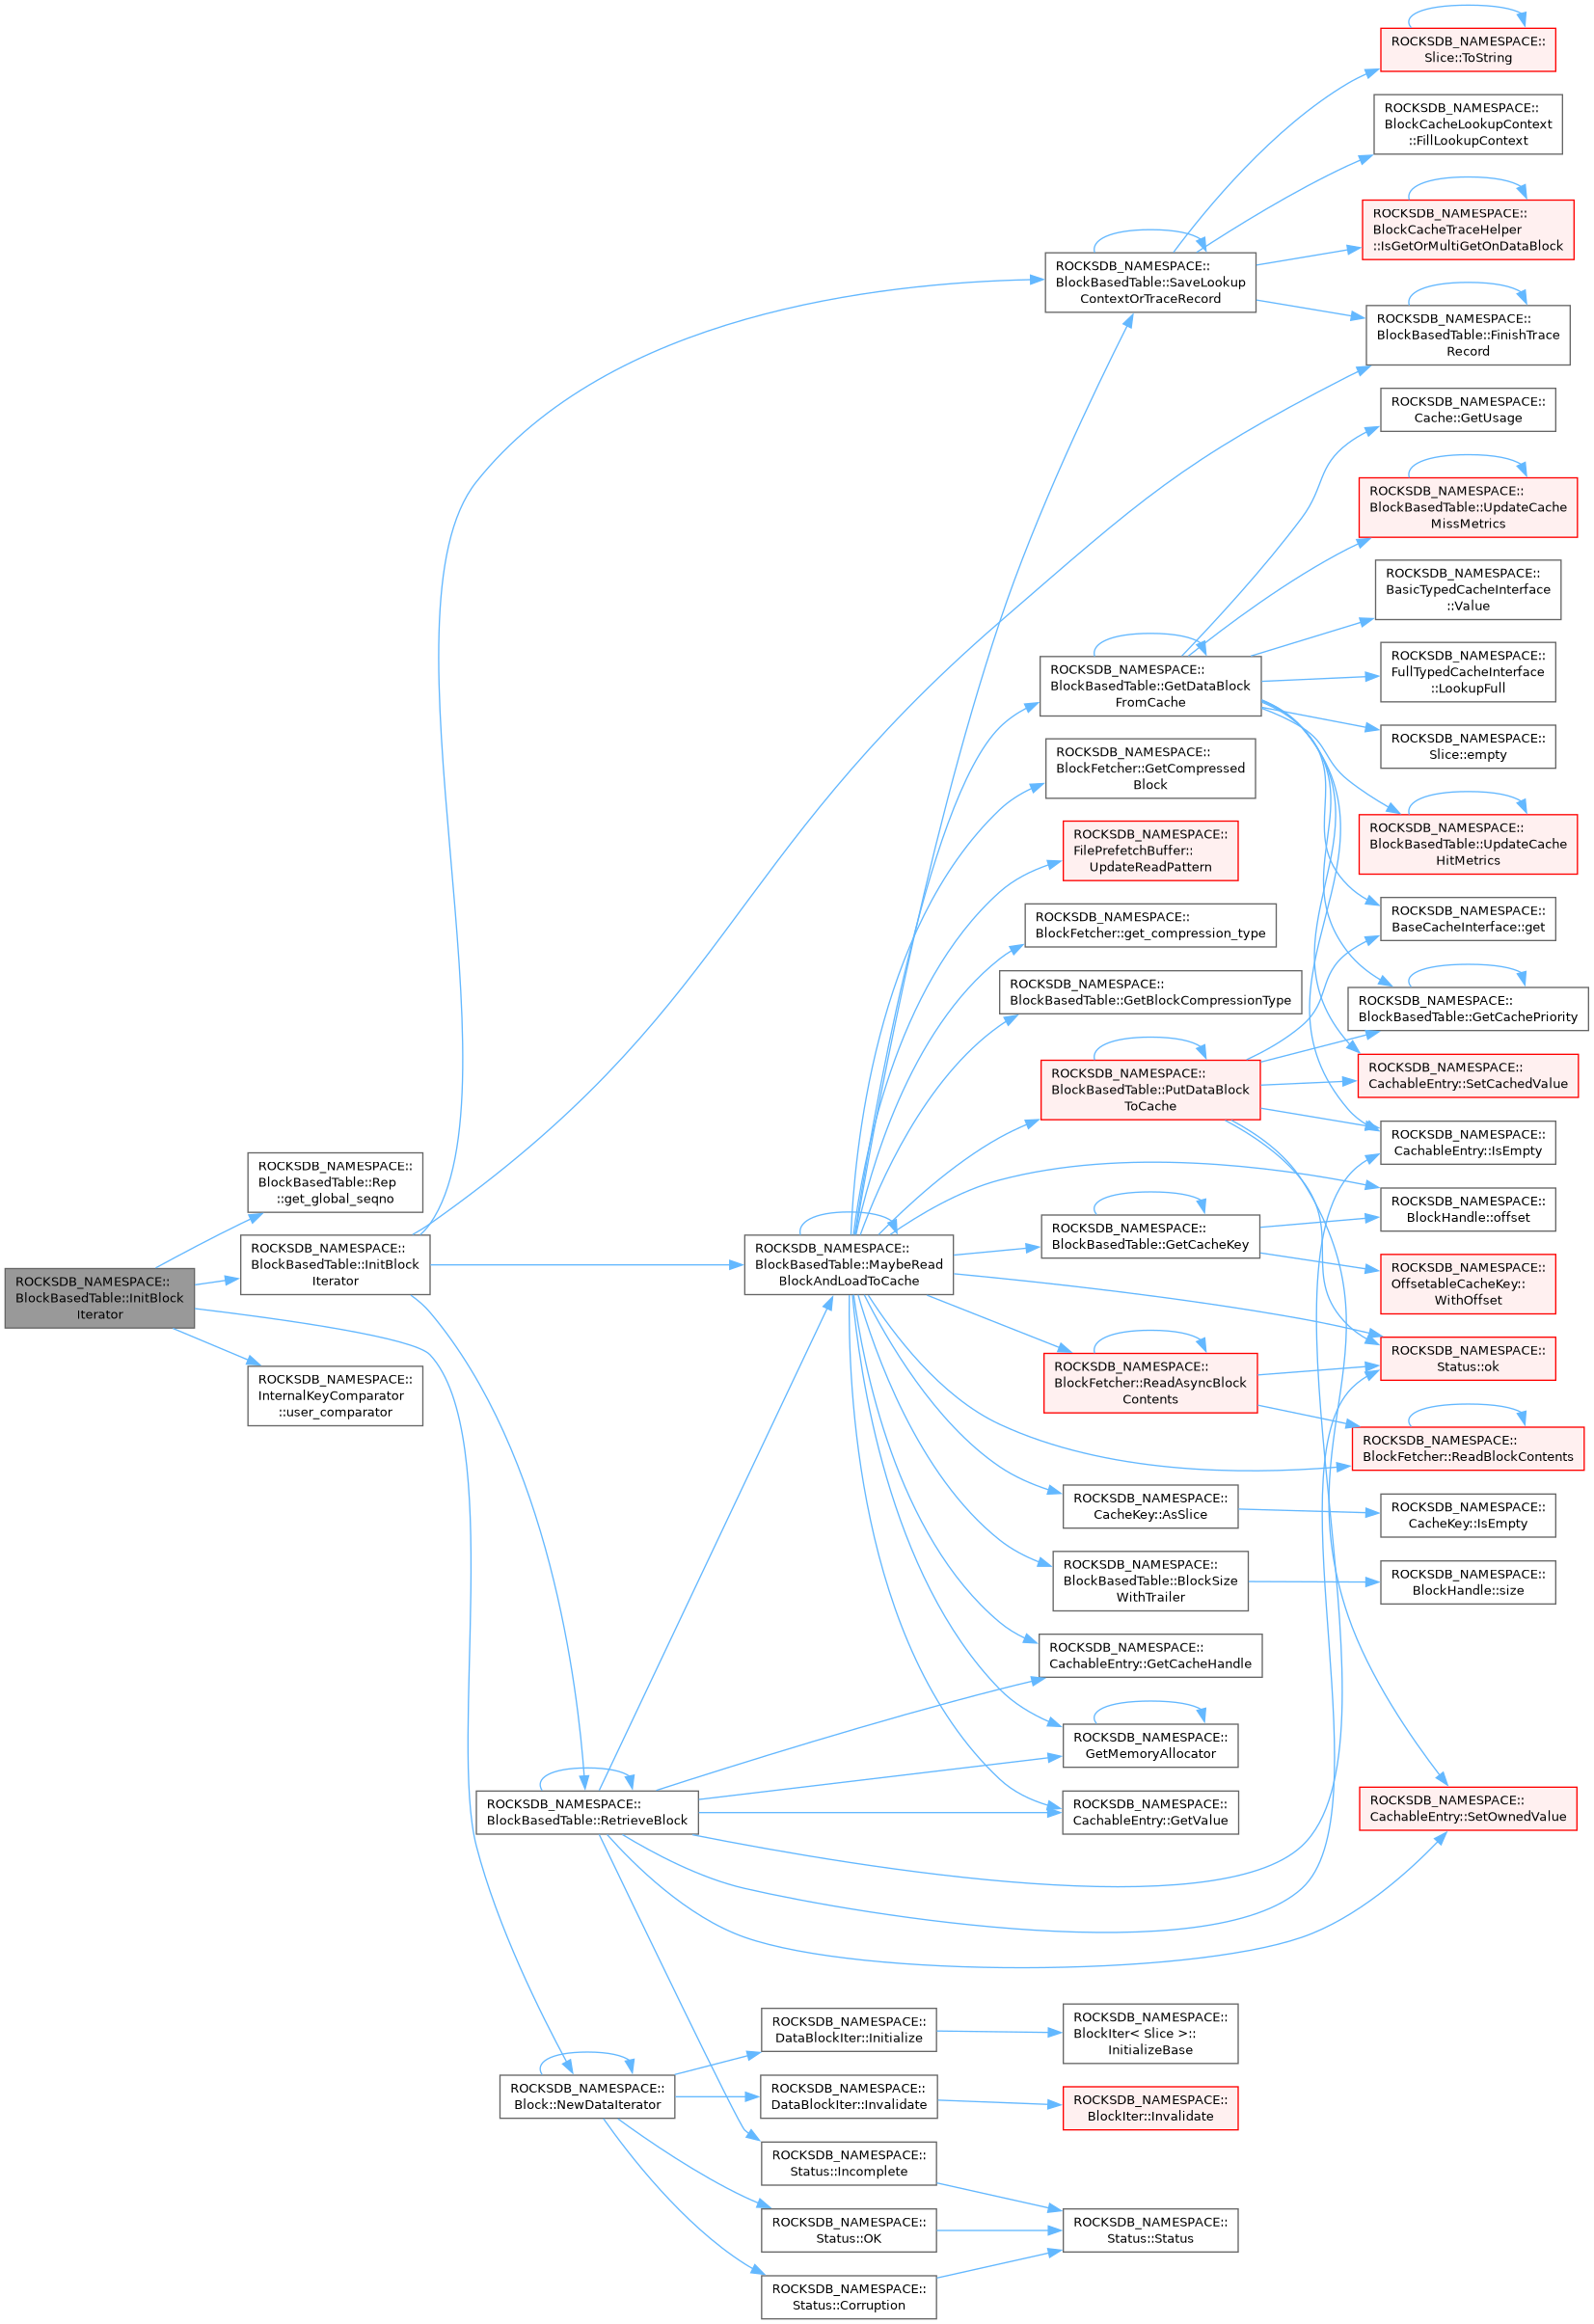 ROCKSDB_NAMESPACE::
Slice::ToString
ROCKSDB_NAMESPACE::
BlockCacheLookupContext
::FillLookupContext
ROCKSDB_NAMESPACE::
BlockCacheTraceHelper
::IsGetOrMultiGetOnDataBlock
ROCKSDB_NAMESPACE::
BlockBasedTable::SaveLookup
ContextOrTraceRecord
ROCKSDB_NAMESPACE::
BlockBasedTable::FinishTrace
Record
ROCKSDB_NAMESPACE::
Cache::GetUsage
ROCKSDB_NAMESPACE::
BlockBasedTable::UpdateCache
MissMetrics
ROCKSDB_NAMESPACE::
BasicTypedCacheInterface
::Value
ROCKSDB_NAMESPACE::
BlockBasedTable::GetDataBlock
FromCache
ROCKSDB_NAMESPACE::
FullTypedCacheInterface
::LookupFull
ROCKSDB_NAMESPACE::
Slice::empty
ROCKSDB_NAMESPACE::
BlockFetcher::GetCompressed
Block
ROCKSDB_NAMESPACE::
BlockBasedTable::UpdateCache
HitMetrics
ROCKSDB_NAMESPACE::
FilePrefetchBuffer::
UpdateReadPattern
ROCKSDB_NAMESPACE::
BaseCacheInterface::get
ROCKSDB_NAMESPACE::
BlockFetcher::get_compression_type
ROCKSDB_NAMESPACE::
BlockBasedTable::GetBlockCompressionType
ROCKSDB_NAMESPACE::
BlockBasedTable::GetCachePriority
ROCKSDB_NAMESPACE::
BlockBasedTable::PutDataBlock
ToCache
ROCKSDB_NAMESPACE::
CachableEntry::SetCachedValue
ROCKSDB_NAMESPACE::
CachableEntry::IsEmpty
ROCKSDB_NAMESPACE::
BlockBasedTable::Rep
::get_global_seqno
ROCKSDB_NAMESPACE::
BlockHandle::offset
ROCKSDB_NAMESPACE::
BlockBasedTable::GetCacheKey
ROCKSDB_NAMESPACE::
BlockBasedTable::InitBlock
Iterator
ROCKSDB_NAMESPACE::
BlockBasedTable::MaybeRead
BlockAndLoadToCache
ROCKSDB_NAMESPACE::
OffsetableCacheKey::
WithOffset
ROCKSDB_NAMESPACE::
BlockBasedTable::InitBlock
Iterator
ROCKSDB_NAMESPACE::
Status::ok
ROCKSDB_NAMESPACE::
BlockFetcher::ReadAsyncBlock
Contents
ROCKSDB_NAMESPACE::
InternalKeyComparator
::user_comparator
ROCKSDB_NAMESPACE::
BlockFetcher::ReadBlockContents
ROCKSDB_NAMESPACE::
CacheKey::AsSlice
ROCKSDB_NAMESPACE::
CacheKey::IsEmpty
ROCKSDB_NAMESPACE::
BlockBasedTable::BlockSize
WithTrailer
ROCKSDB_NAMESPACE::
BlockHandle::size
ROCKSDB_NAMESPACE::
CachableEntry::GetCacheHandle
ROCKSDB_NAMESPACE::
GetMemoryAllocator
ROCKSDB_NAMESPACE::
BlockBasedTable::RetrieveBlock
ROCKSDB_NAMESPACE::
CachableEntry::GetValue
ROCKSDB_NAMESPACE::
CachableEntry::SetOwnedValue
ROCKSDB_NAMESPACE::
DataBlockIter::Initialize
ROCKSDB_NAMESPACE::
BlockIter< Slice >::
InitializeBase
ROCKSDB_NAMESPACE::
Block::NewDataIterator
ROCKSDB_NAMESPACE::
DataBlockIter::Invalidate
ROCKSDB_NAMESPACE::
BlockIter::Invalidate
ROCKSDB_NAMESPACE::
Status::Incomplete
ROCKSDB_NAMESPACE::
Status::OK
ROCKSDB_NAMESPACE::
Status::Status
ROCKSDB_NAMESPACE::
Status::Corruption